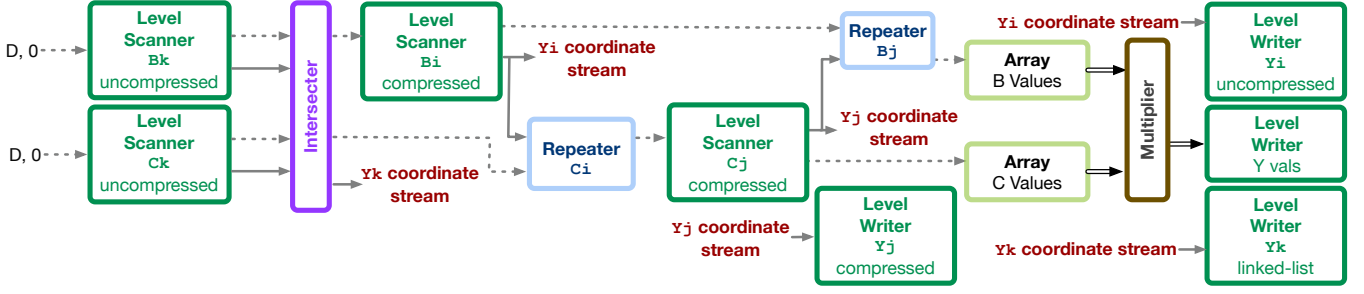 D, 0
Level
Scanner
Bk
uncompressed
D, 0
Level
Scanner
Ck
uncompressed
Intersecter
Yk coordinate
stream
Level
Scanner
Bi
compressed
Yi coordinate
stream
Repeater
Ci
Level
Scanner
Cj
compressed
Repeater
Bj
Yj coordinate
stream
Array
B Values
Array
C Values
Multiplier
Yi coordinate stream
Level
Writer
Yi
uncompressed
Level
Writer
Y vals
Yj coordinate
stream
Level
Writer
Yj
compressed
Yk coordinate stream
Level
Writer
Yk
linked-list